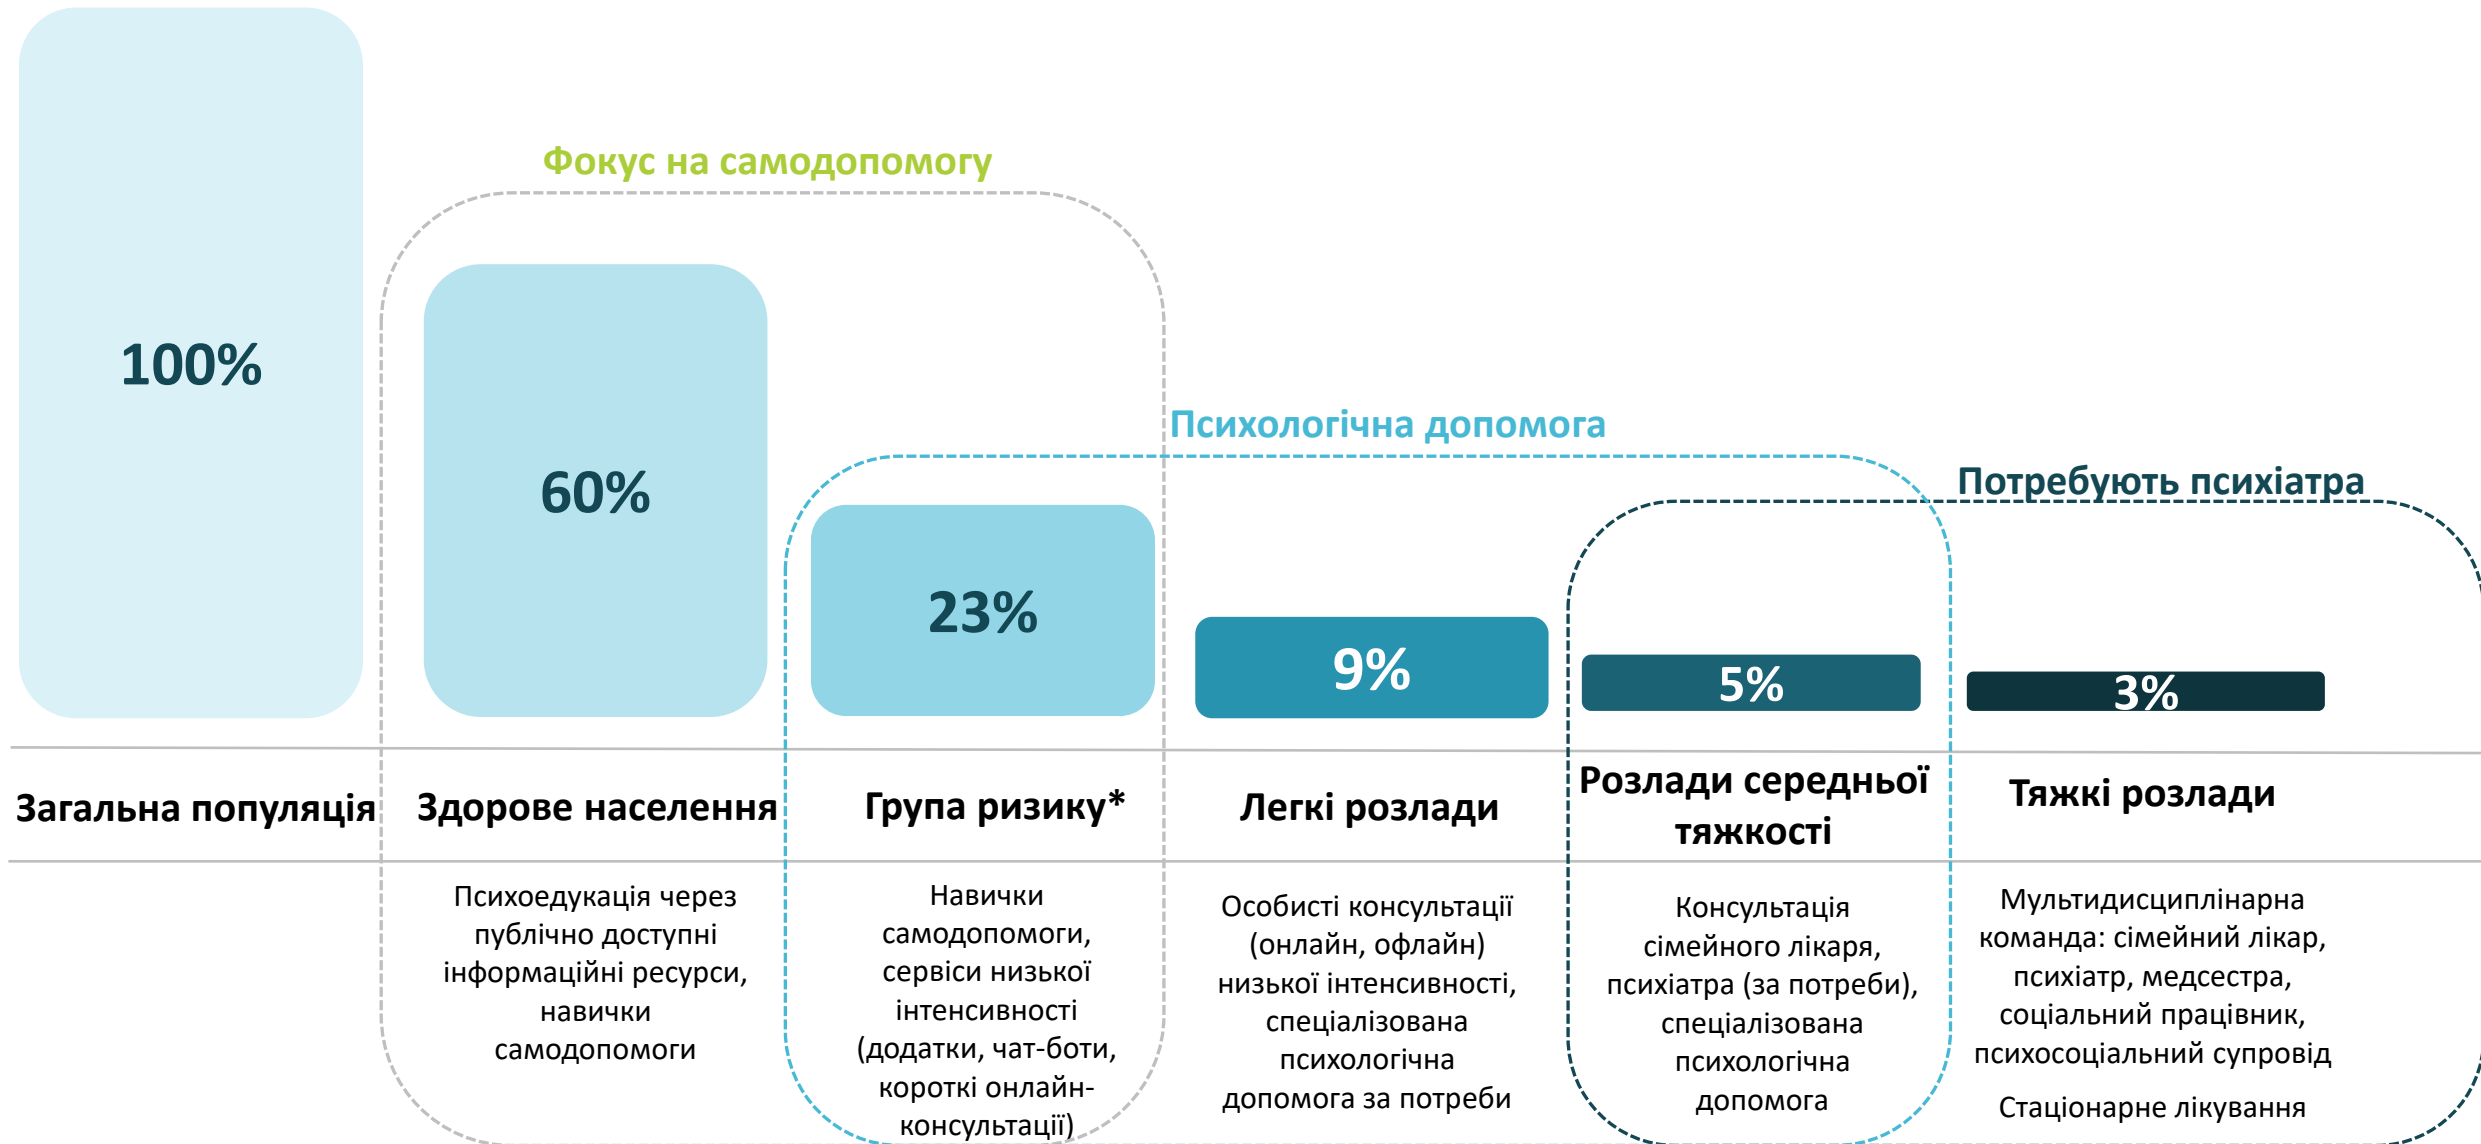 Фокус на самодопомогу
Психологічна допомога
Потребують психіатра
100%
60%
23%
9%
5%
3%
Загальна популяція
Здорове населення
Група ризику*
Легкі розлади
Розлади середньої
тяжкості
Тяжкі розлади
Психоедукація через
публічно доступні
інформаційні ресурси,
навички
самодопомоги
Навички
самодопомоги,
сервіси низької
інтенсивності
(додатки, чат-боти,
короткі онлайн-
консультації)
Особисті консультації
(онлайн, офлайн)
низької інтенсивності,
спеціалізована
психологічна
допомога за потреби
Консультація
сімейного лікаря,
психіатра (за потреби),
спеціалізована
психологічна
допомога
Мультидисциплінарна
команда: сімейний лікар,
психіатр, медсестра,
соціальний працівник,
психосоціальний супровід
Стаціонарне лікування